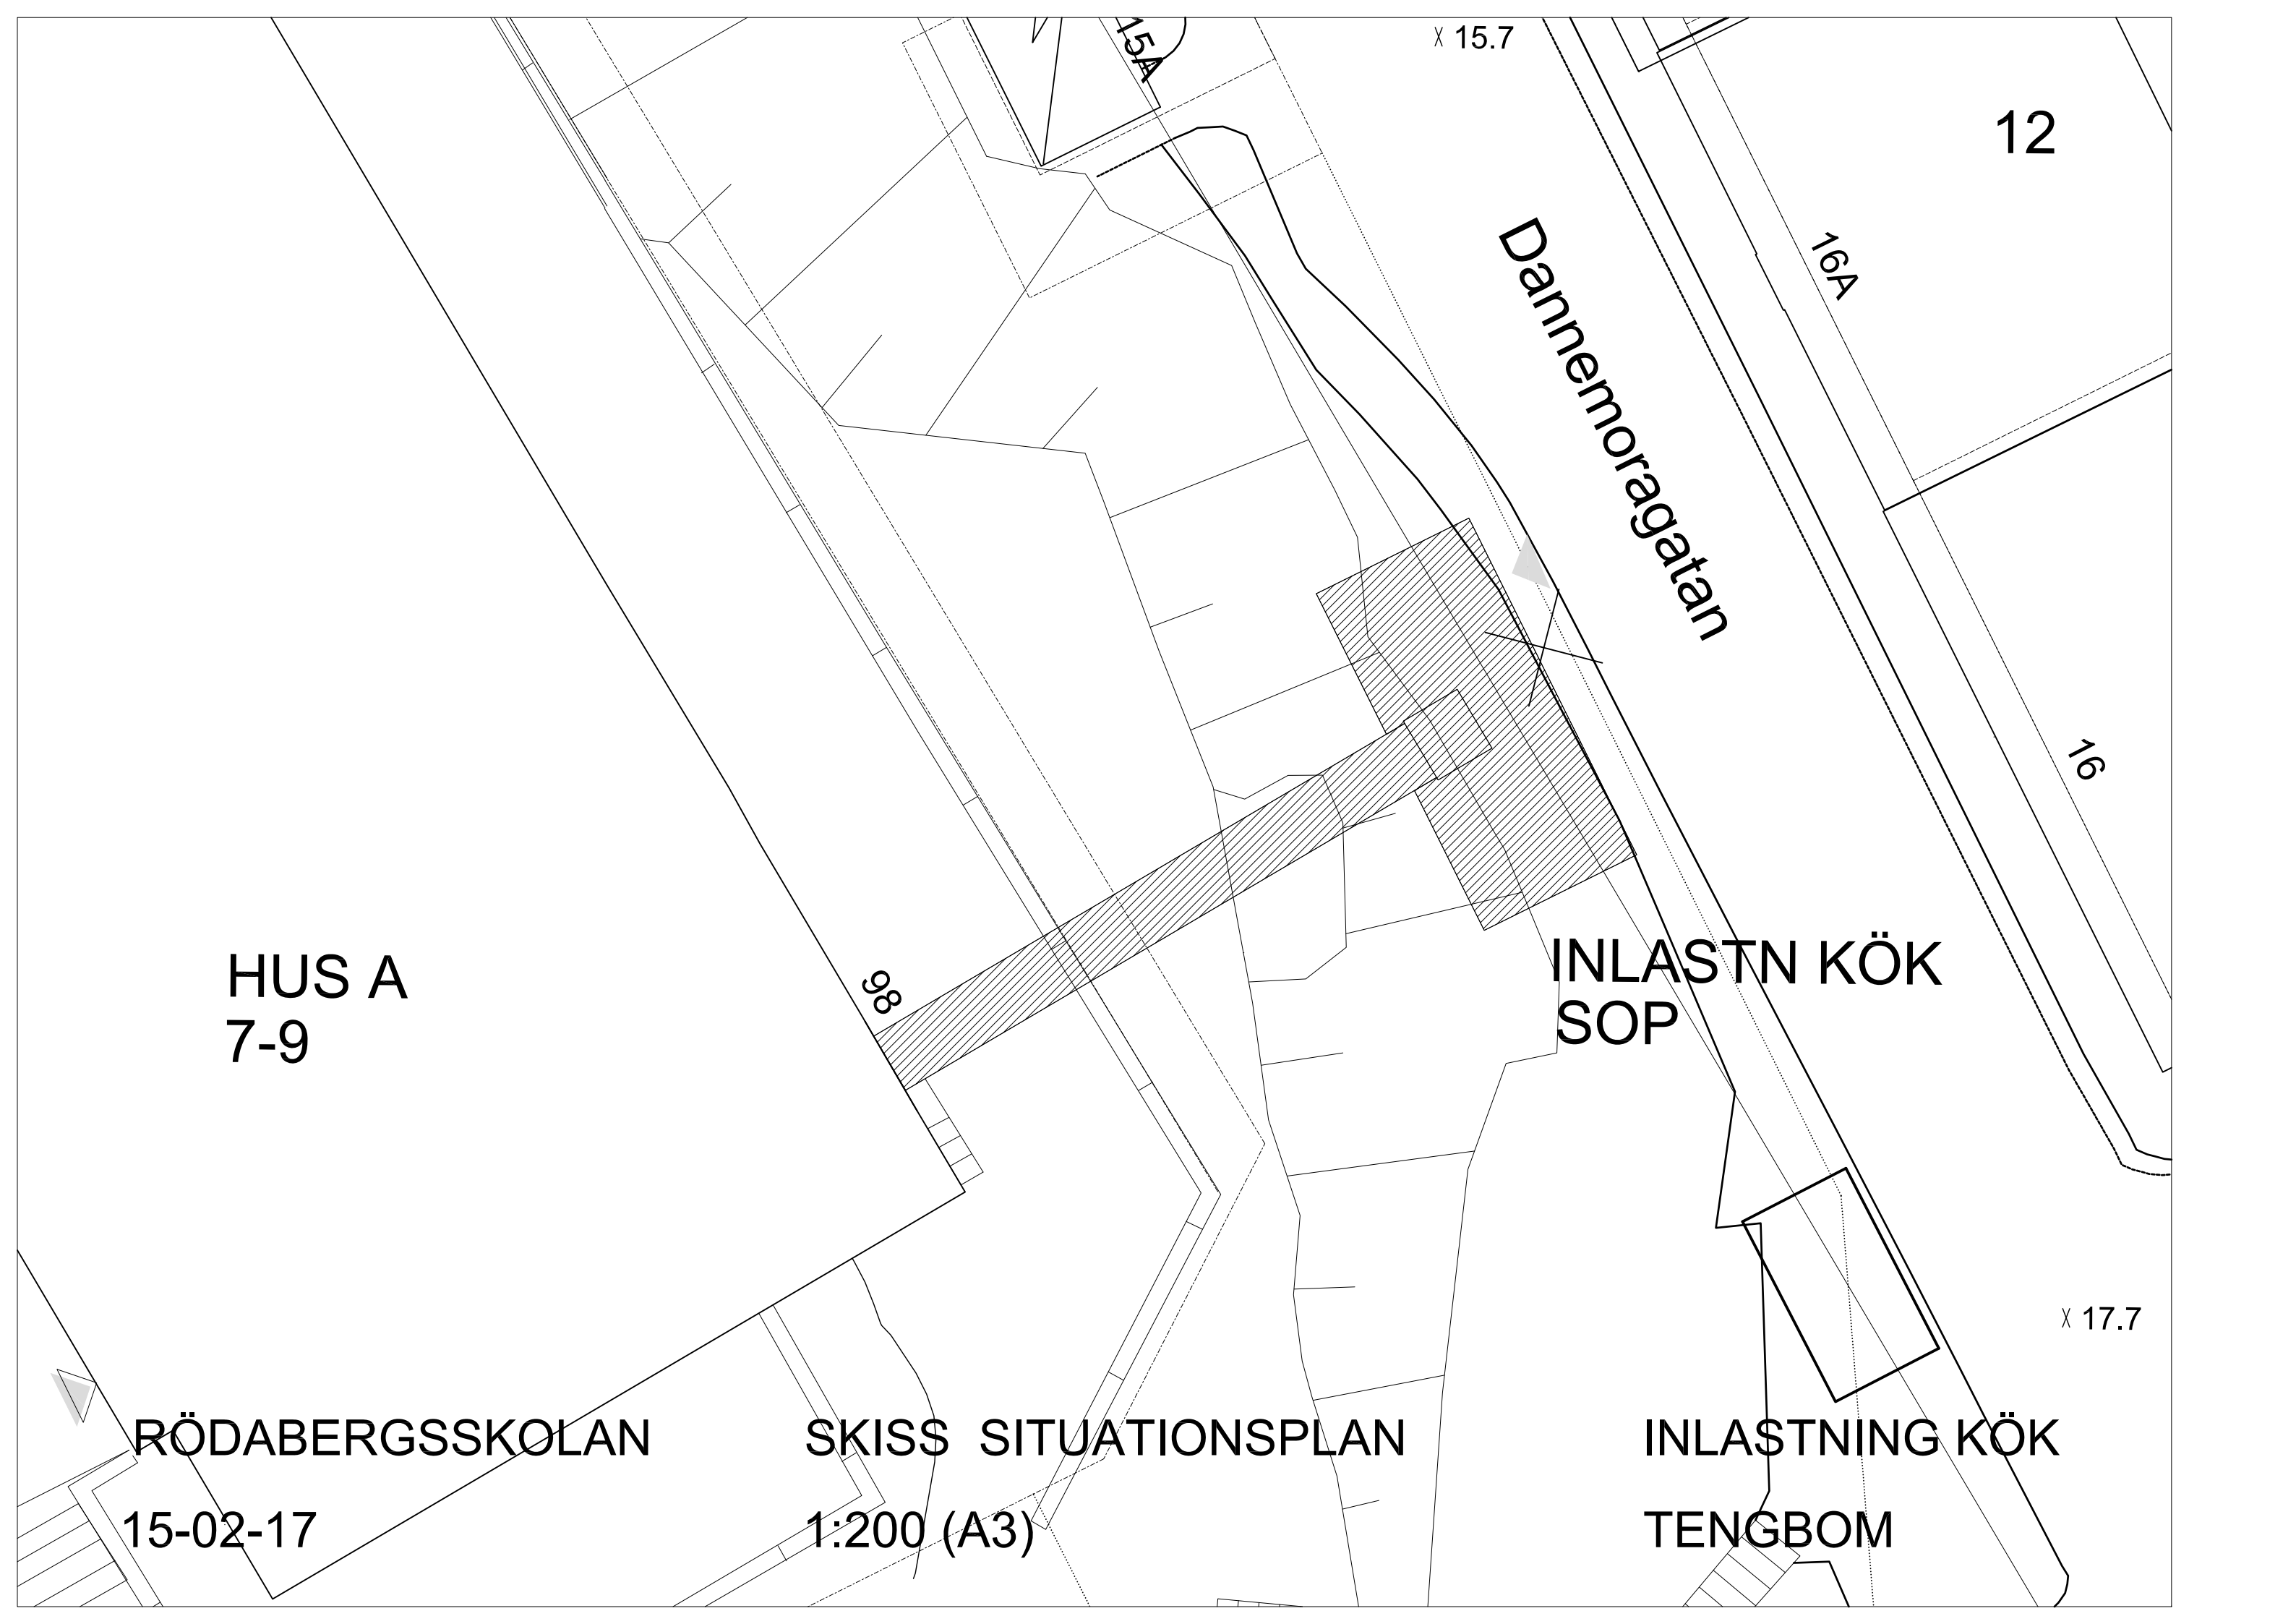 15A
15.7
12
Dannemoragatan
16A
16
98
HUS A
7-9
INLASTN KÖK
SOP
17.7
RÖDABERGSSKOLAN
SKISS SITUATIONSPLAN
INLASTNING KÖK
15-02-17
1:200 (A3)
TENGBOM